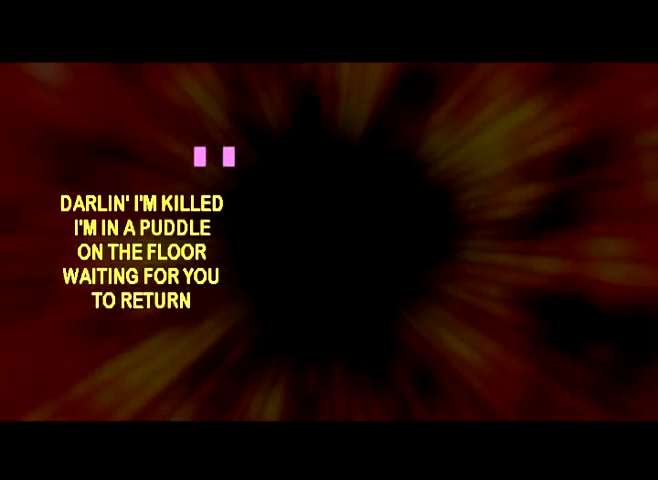 DARLIN' I'M KILLED
I'M IN A PUDDLE
ON THE FLOOR
WAITING FOR YOU
TO RETURN